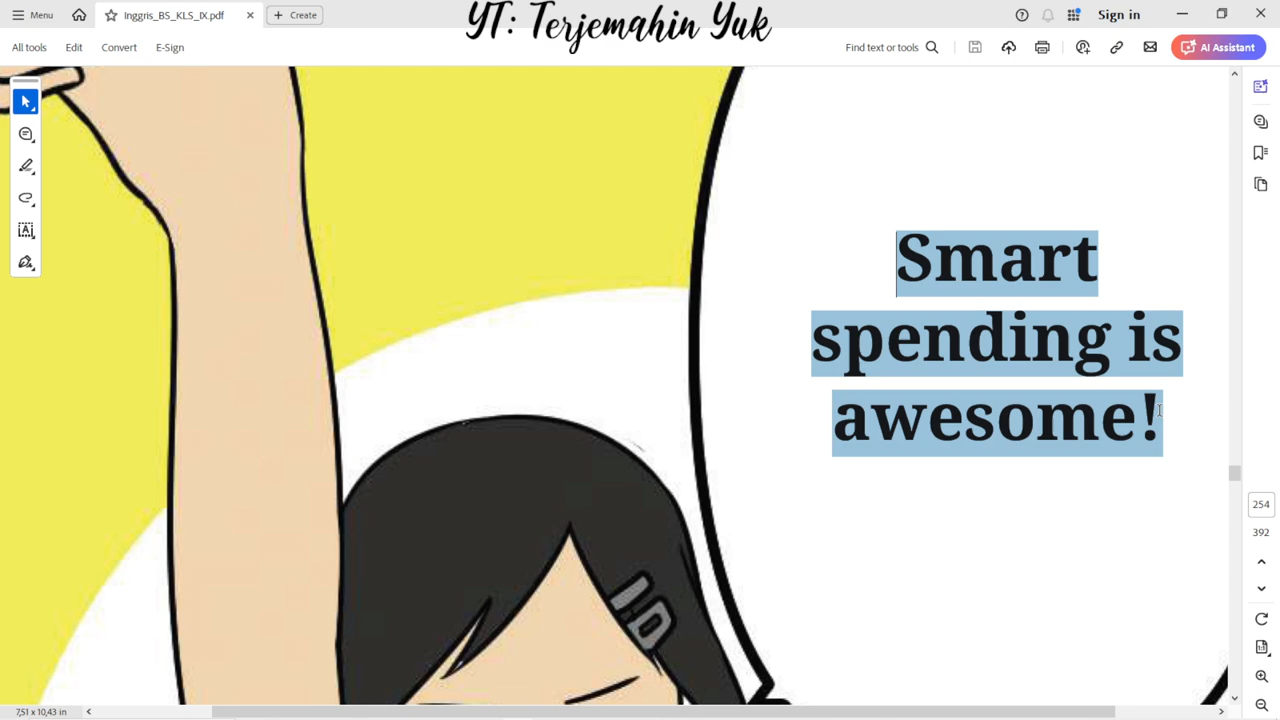 YT: Terjemahin Yuk
Menu
Inggris_BS_KLS_IX.pdf
Create
Sign in
All tools
Edit
Convert
E-Sign
Find text or tools
AI Assistant
Smart
spending is
awesome!
254
392
7,51 x 10,43 in